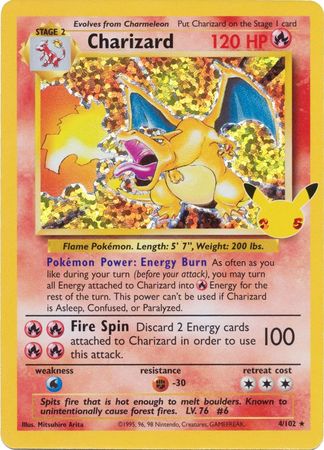 Evolves from Charmeleon Put Charizard on the Stage 1 card
STAGE 2
Charizard 120 HP
Flame Pokémon. Length: 5' 7", Weight: 200 lbs.
Pokémon Power: Energy Burn As often as you
like during your turn (before your attack), you may turn
all Energy attached to Charizard into Energy for the
rest of the turn. This power can't be used if Charizard
is Asleep, Confused, or Paralyzed.
Fire Spin Discard 2 Energy cards
attached to Charizard in order to use
this attack.
100
weakness resistance retreat cost
-30
Spits fire that is hot enough to melt boulders. Known to
unintentionally cause forest fires. LV. 76 #6
Illus. Mitsuhiro Arita ©1995, 96, 98 Nintendo, Creatures, GAMEFREAK. 4/102 ★